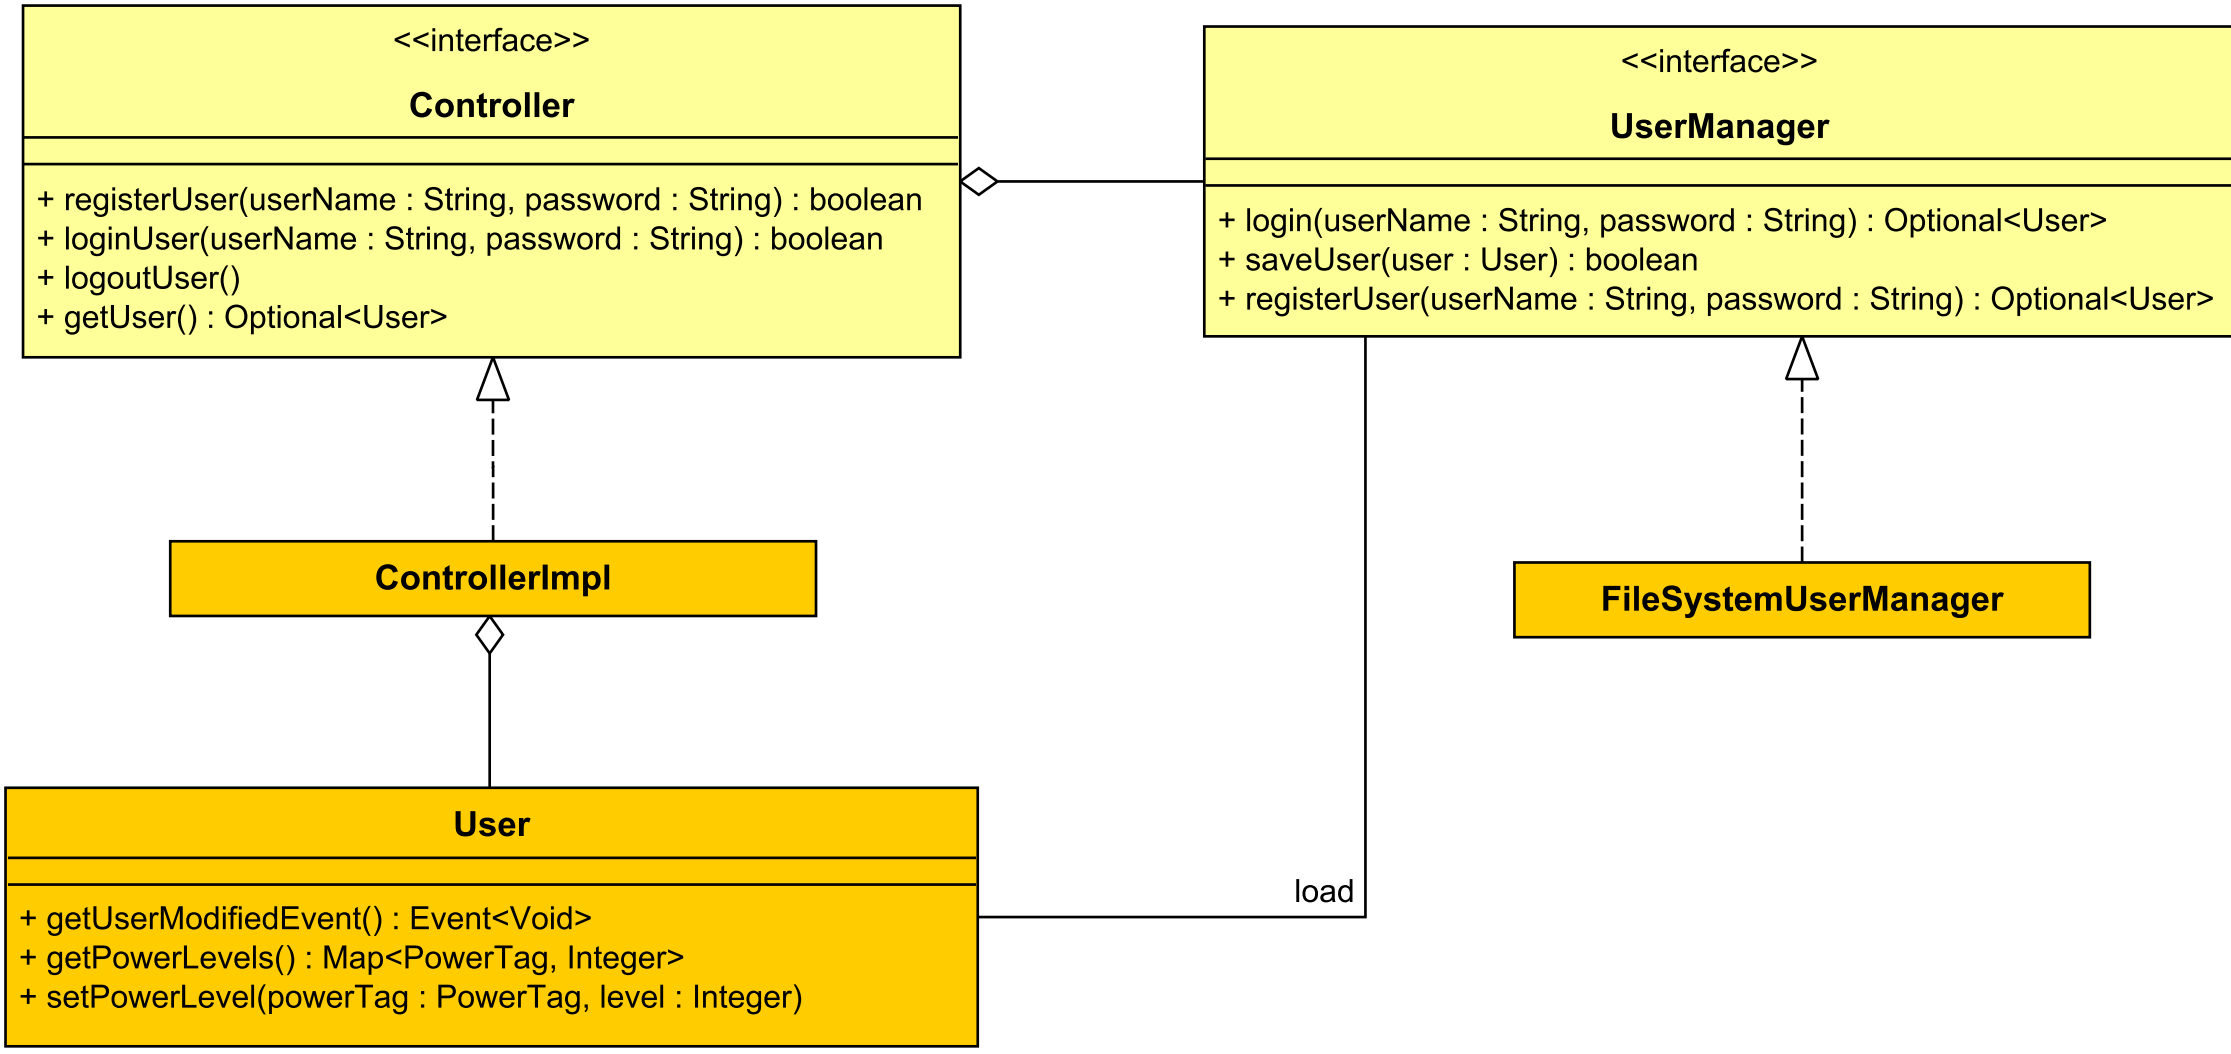 <<interface>>
Controller
+ registerUser(userName : String, password : String) : boolean
+ loginUser(userName : String, password : String) : boolean
+ logoutUser()
+ getUser() : Optional<User>
<<interface>>
UserManager
+ login(userName : String, password : String) : Optional<User>
+ saveUser(user : User) : boolean
+ registerUser(userName : String, password : String) : Optional<User>
ControllerImpl
FileSystemUserManager
User
+ getUserModifiedEvent() : Event<Void>
+ getPowerLevels() : Map<PowerTag, Integer>
+ setPowerLevel(powerTag : PowerTag, level : Integer)
load